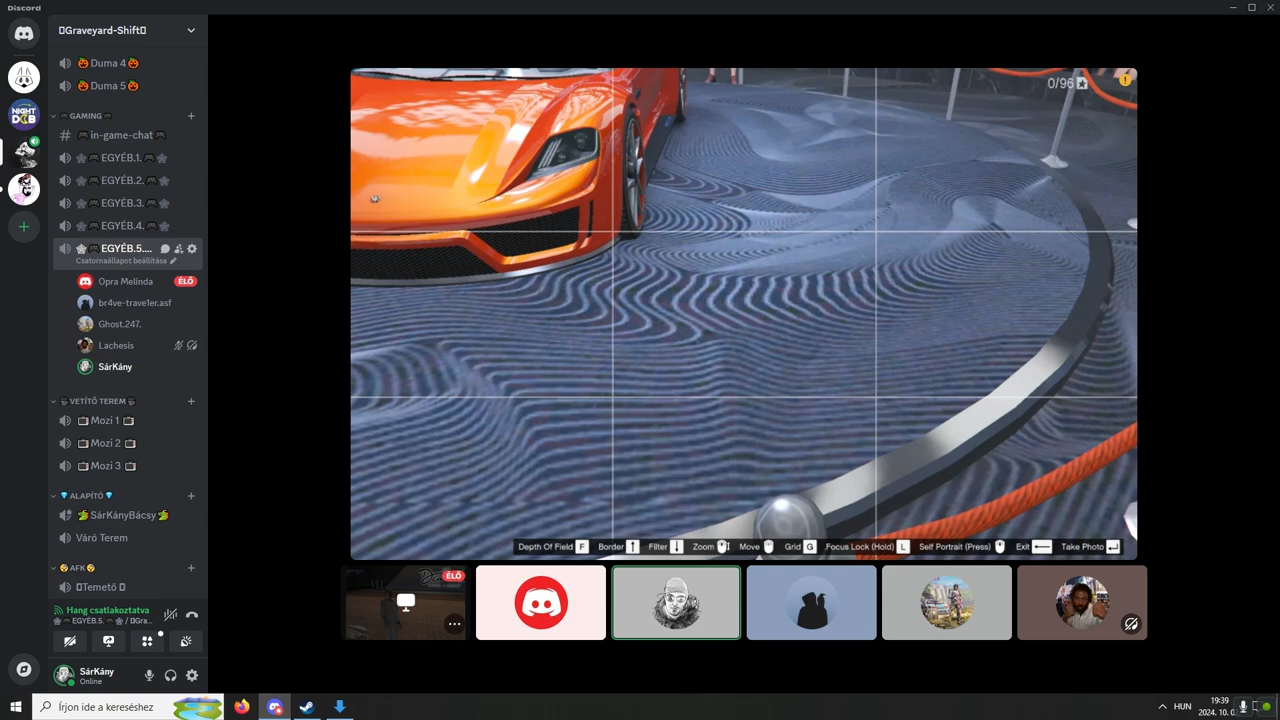 Discord
Graveyard-Shift
Duma 4
Duma 5
GAMING
in-game-chat
EGYÉB.1.
EGYÉB.2.
EGYÉB.3.
EGYÉB.4.
EGYÉB.5....
Csatornaállapot beállítása
Opra Melinda ÉLŐ
br4ve-trave1er.asf
Ghost.247.
Lachesis
SárKány
VETÍTŐ TEREM
Mozi 1
Mozi 2
Mozi 3
ALAPÍTÓ
SárKányBácsy
Váró Terem
AFK
Temető
Hang csatlakoztatva
EGYÉB.5. / Gra...
SárKány
Online
NIGHT
0/96
Depth Of Field F Border Filter Zoom Move Grid G Focus Lock (Hold) L Self Portrait (Press) Exit Take Photo
ÉLŐ
Írjon ide a kereséshez
HUN
19:39
2024. 10.